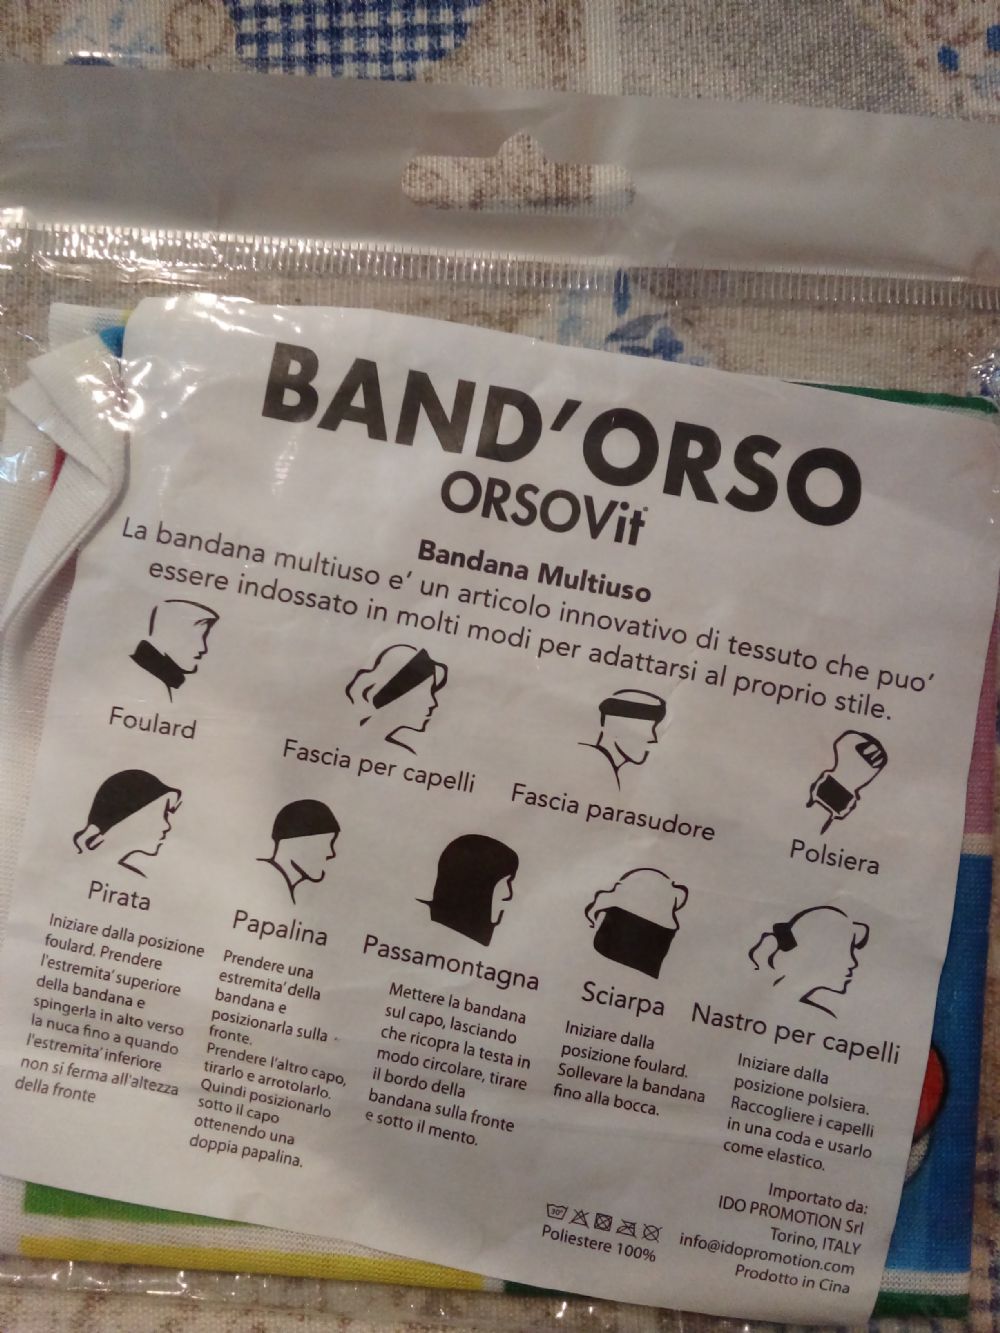 BAND'ORSO
ORSOVit
Bandana Multiuso
La bandana multiuso e' un articolo innovativo di tessuto che puo'
essere indossato in molti modi per adattarsi al proprio stile.
Foulard
Fascia per capelli
Fascia parasudore
Polsiera
Pirata
Iniziare dalla posizione
foulard. Prendere
l'estremita' superiore
della bandana e
spingerla in alto verso
la nuca fino a quando
l'estremita' inferiore
non si ferma all'altezza
della fronte
Papalina
Prendere una
estremita' della
bandana e
posizionarla sulla
fronte.
Prendere l'altro capo,
tirarlo e arrotolarlo.
Quindi posizionarlo
sotto il capo
ottenendo una
doppia papalina.
Passamontagna
Mettere la bandana
sul capo, lasciando
che ricopra la testa in
modo circolare, tirare
il bordo della
bandana sulla fronte
e sotto il mento.
Sciarpa
Iniziare dalla
posizione foulard.
Sollevare la bandana
fino alla bocca.
Nastro per capelli
Iniziare dalla
posizione polsiera.
Raccogliere i capelli
in una coda e usarlo
come elastico.
30°
Poliestere 100%
Importato da:
IDO PROMOTION Srl
Torino, ITALY
info@idopromotion.com
Prodotto in Cina